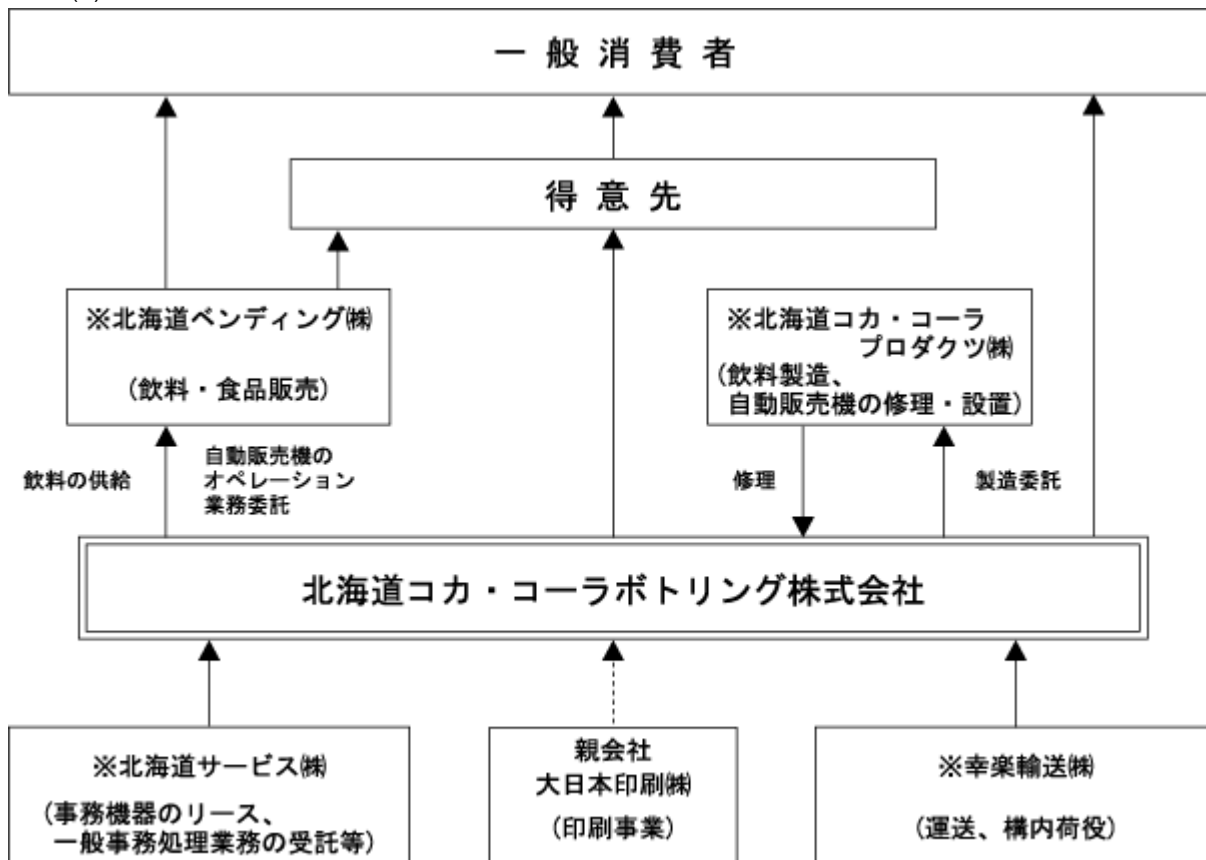 一般消費者
得意先
※北海道ベンディング㈱
(飲料・食品販売)
※北海道コカ・コーラ
プロダクツ㈱
(飲料製造、
自動販売機の修理・設置)
飲料の供給
自動販売機の
オペレーション
業務委託
修理
製造委託
北海道コカ・コーラボトリング株式会社
※北海道サービス㈱
(事務機器のリース、
一般事務処理業務の受託等)
親会社
大日本印刷㈱
(印刷事業)
※幸楽輸送㈱
(運送、構内荷役)